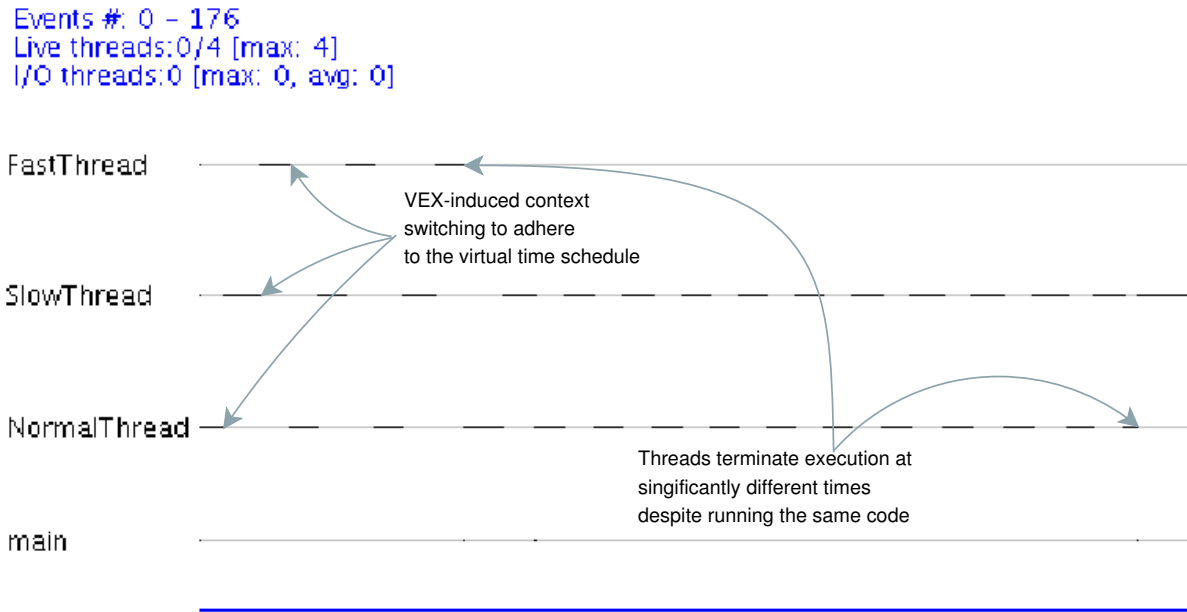 Events #: 0 – 176
Live threads:0/4 [max: 4]
I/O threads:0 [max: 0, avg: 0]
FastThread
VEX-induced context
switching to adhere
to the virtual time schedule
SlowThread
NormalThread
Threads terminate execution at
singificantly different times
despite running the same code
main